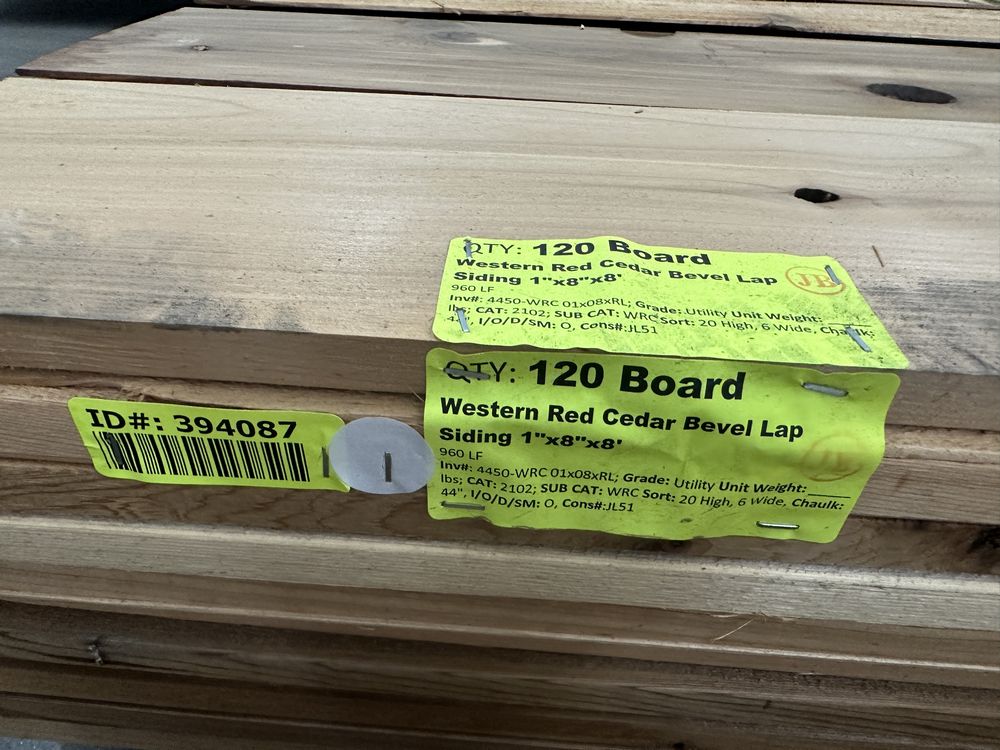 QTY: 120 Board
Western Red Cedar Bevel Lap
Siding 1"x8"x8'
960 LF
Inv#: 4450-WRC 01x08xRL; Grade: Utility Unit Weight:______
lbs; CAT: 2102; SUB CAT: WRC Sort: 20 High, 6 Wide, Chaulk:
44", I/O/D/SM: O, Cons#:JL51
JB
QTY: 120 Board
Western Red Cedar Bevel Lap
Siding 1"x8"x8'
960 LF
Inv#: 4450-WRC 01x08xRL; Grade: Utility Unit Weight:______
lbs; CAT: 2102; SUB CAT: WRC Sort: 20 High, 6 Wide, Chaulk:
44", I/O/D/SM: O, Cons#:JL51
ID#: 394087